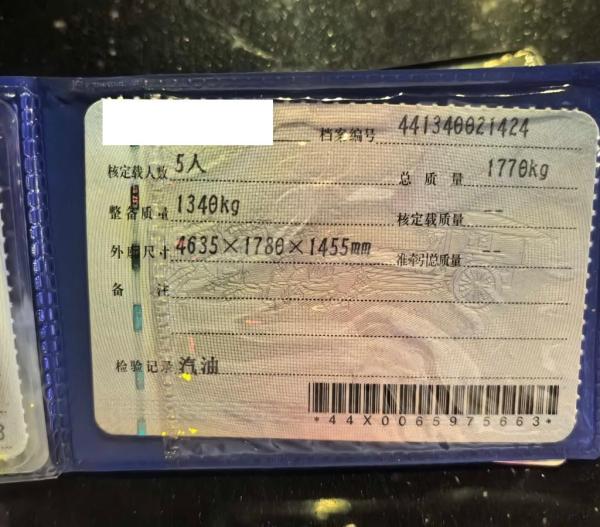 档案编号 441340021424
核定载人数 5人 总质量 1770kg
整备质量 1340kg 核定载质量 --
外廓尺寸 4635×1780×1455mm 准牵引总质量 --
备注
检验记录 汽油
*44X0065975663*
3